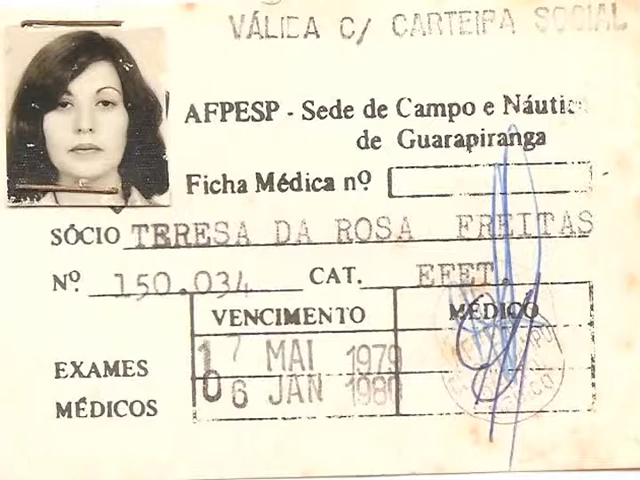 VÁLIDA C/ CARTEIRA SOCIAL
AFPESP - Sede de Campo e Náutic
de Guarapiranga
Ficha Médica nº
SÓCIO TERESA DA ROSA FREITAS
Nº 150.034 CAT. EFET.
VENCIMENTO MÉDICO
EXAMES 17 MAI 1979
MÉDICOS 06 JAN 1980